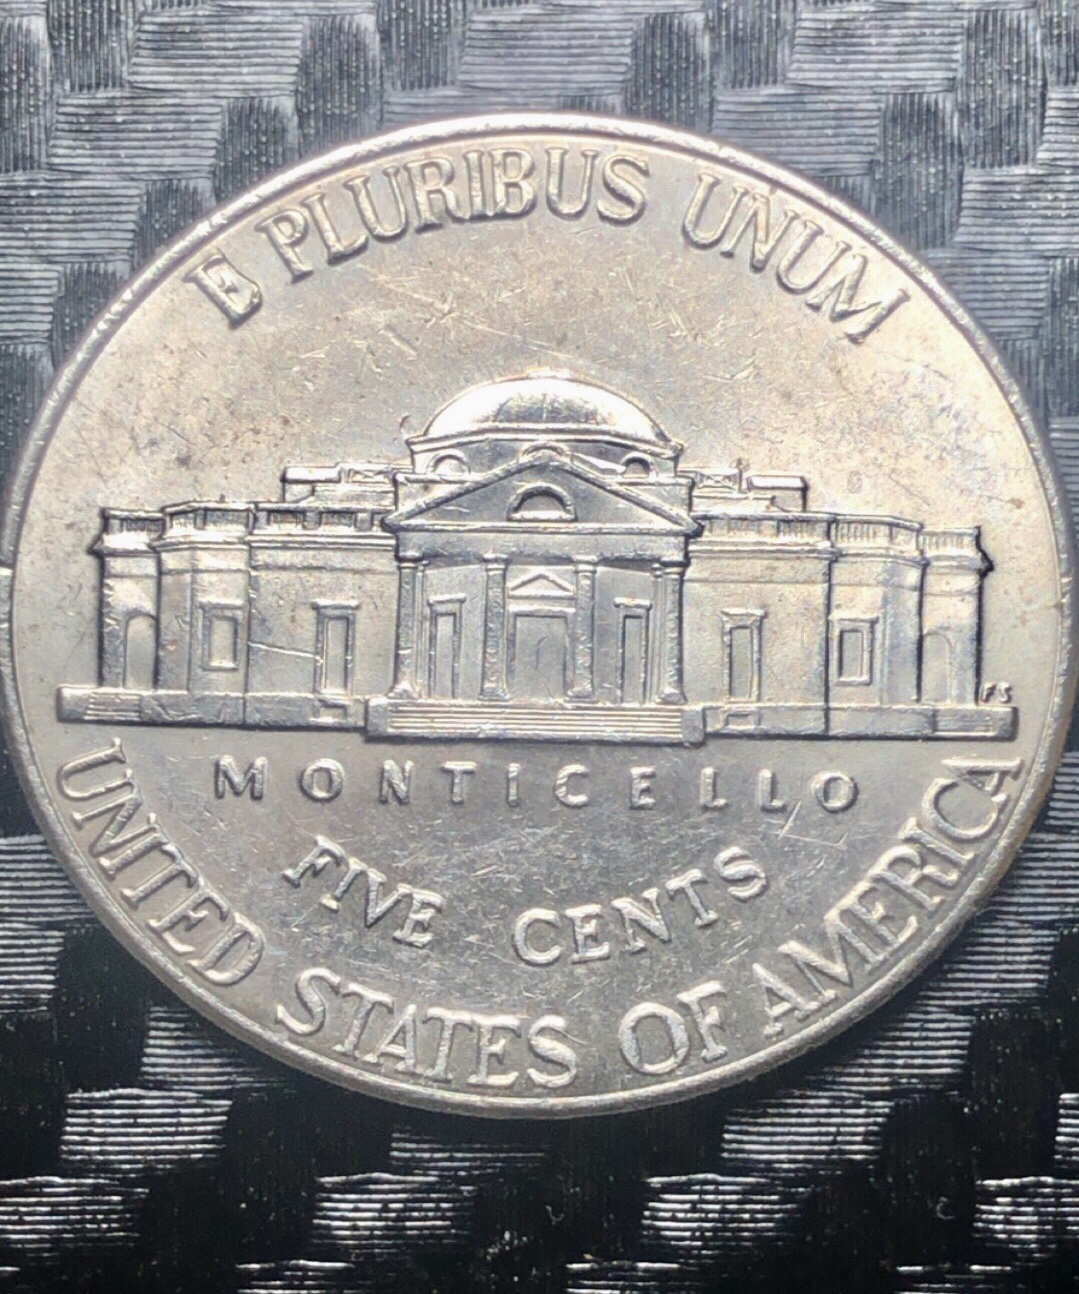 E PLURIBUS UNUM
FS
MONTICELLO
FIVE CENTS
UNITED STATES OF AMERICA